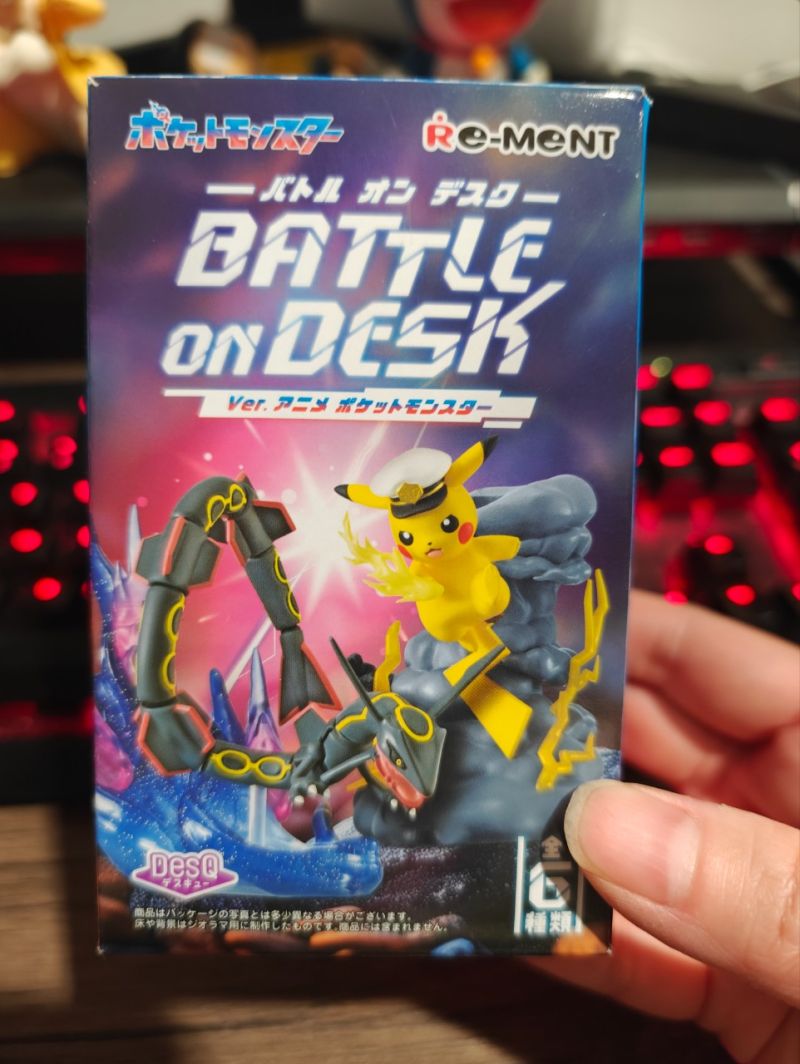 ポケットモンスター
Re-MeNT
バトル オン デスク
BATTLE
ON DESK
Ver. アニメ ポケットモンスター
DesQ
デスキュー
全
6
種類
商品はパッケージの写真とは多少異なる場合がございます。
床や背景はジオラマ用に制作したものです。商品には含まれません。